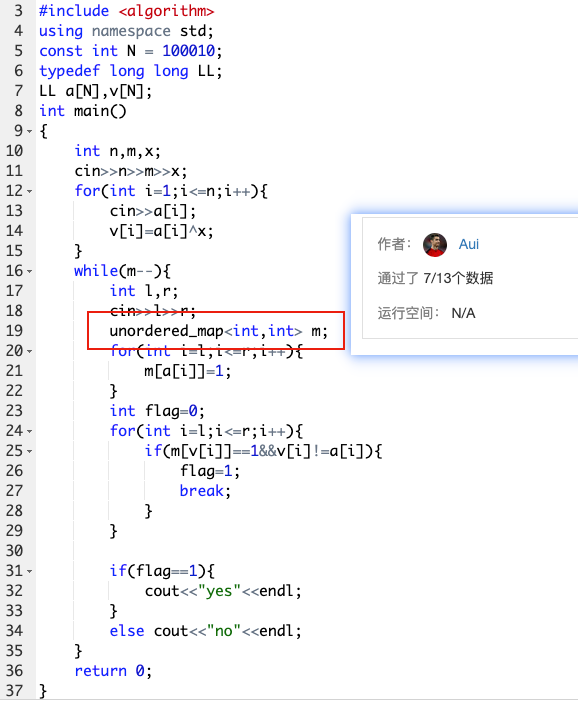 3 #include <algorithm>
4 using namespace std;
5 const int N = 100010;
6 typedef long long LL;
7 LL a[N],v[N];
8 int main()
9 {
10     int n,m,x;
11     cin>>n>>m>>x;
12     for(int i=1;i<=n;i++){
13         cin>>a[i];
14         v[i]=a[i]^x;
15     }
16     while(m--){
17         int l,r;
18         cin>>l>>r;
19         unordered_map<int,int> m;
20         for(int i=l;i<=r;i++){
21             m[a[i]]=1;
22         }
23         int flag=0;
24         for(int i=l;i<=r;i++){
25             if(m[v[i]]==1&&v[i]!=a[i]){
26                 flag=1;
27                 break;
28             }
29         }
30
31         if(flag==1){
32             cout<<"yes"<<endl;
33         }
34         else cout<<"no"<<endl;
35     }
36     return 0;
37 }
作者： Aui
通过了 7/13个数据
运行空间： N/A